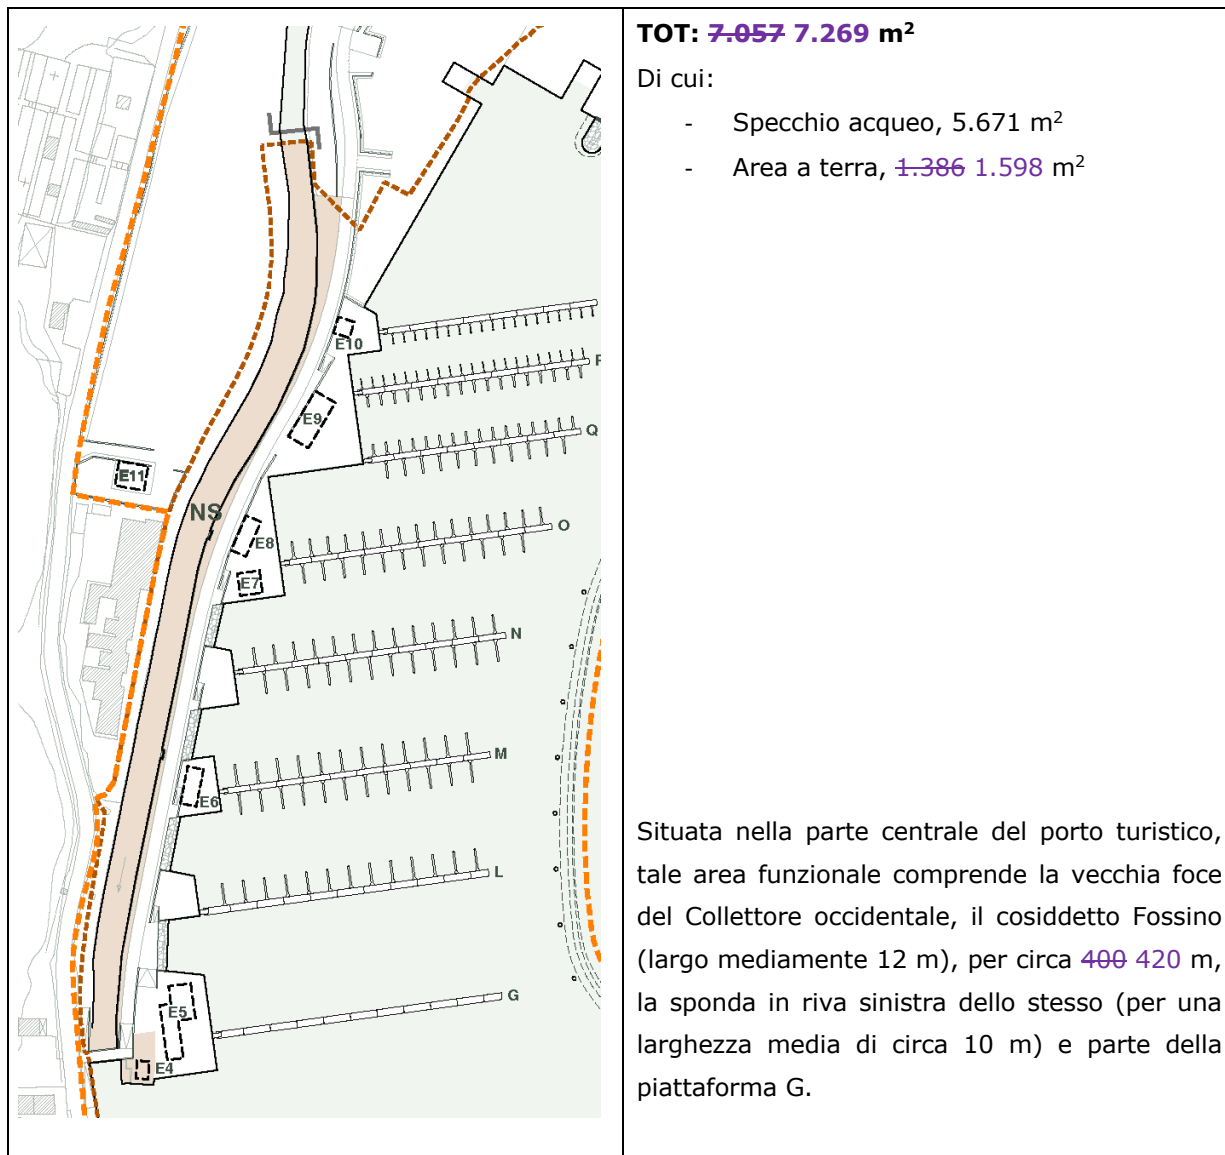 E10
P
E9
Q
E11
NS
O
E8
E7
N
M
E6
L
G
E5
E4
TOT: 7.057 7.269 m²
Di cui:
- Specchio acqueo, 5.671 m²
- Area a terra, 1.386 1.598 m²
Situata nella parte centrale del porto turistico,
tale area funzionale comprende la vecchia foce
del Collettore occidentale, il cosiddetto Fossino
(largo mediamente 12 m), per circa 400 420 m,
la sponda in riva sinistra dello stesso (per una
larghezza media di circa 10 m) e parte della
piattaforma G.